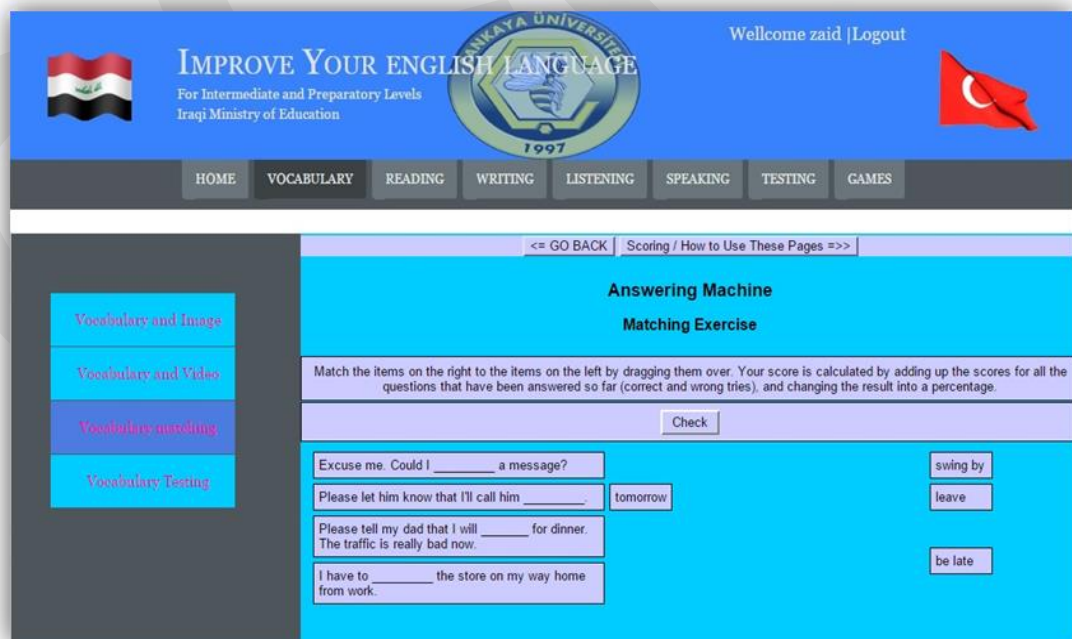 ANKAYA ÜNİVERSİTE
Wellcome zaid |Logout
IMPROVE YOUR ENGLISH LANGUAGE
For Intermediate and Preparatory Levels
Iraqi Ministry of Education
1997
HOME VOCABULARY READING WRITING LISTENING SPEAKING TESTING GAMES
<= GO BACK Scoring / How to Use These Pages =>>
Answering Machine
Matching Exercise
Vocabulary and Image
Vocabulary and Video
Vocabulary matching
Vocabulary Testing
Match the items on the right to the items on the left by dragging them over. Your score is calculated by adding up the scores for all the
questions that have been answered so far (correct and wrong tries), and changing the result into a percentage.
Check
Excuse me. Could I ________ a message?
swing by
Please let him know that I'll call him ________.
tomorrow
leave
Please tell my dad that I will _______ for dinner.
The traffic is really bad now.
be late
I have to ________ the store on my way home
from work.